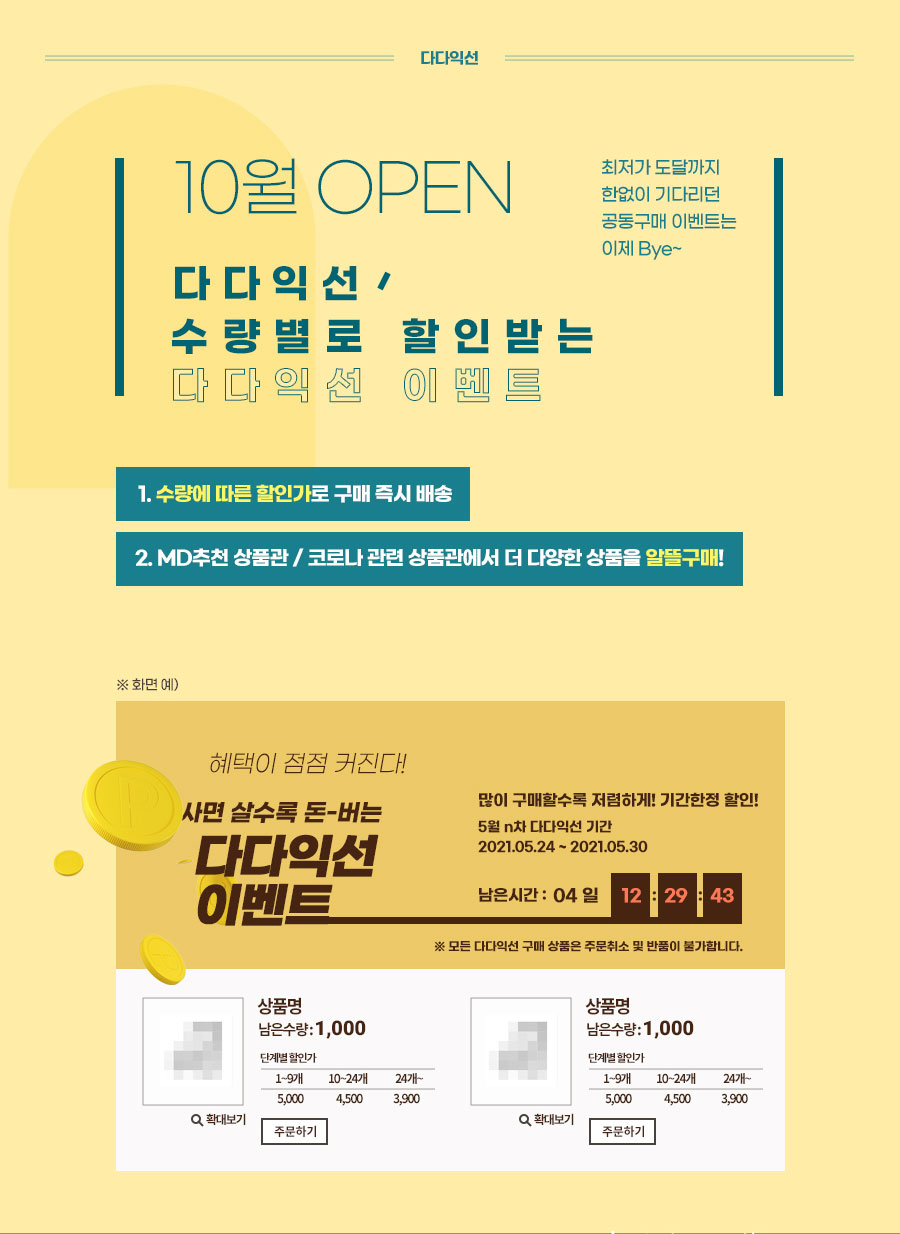 다다익선
10월 OPEN
최저가 도달까지
한없이 기다리던
공동구매 이벤트는
이제 Bye~
다다익선
수량별로 할인받는
다다익선 이벤트
1. 수량에 따른 할인가로 구매 즉시 배송
2. MD추천 상품관 / 코로나 관련 상품관에서 더 다양한 상품을 알뜰구매!
※ 화면 예)
혜택이 점점 커진다!
사면 살수록 돈-버는
다다익선
이벤트
많이 구매할수록 저렴하게! 기간한정 할인!
5월 n차 다다익선 기간
2021.05.24 ~ 2021.05.30
남은시간 : 04 일 12 : 29 : 43
※ 모든 다다익선 구매 상품은 주문취소 및 반품이 불가합니다.
상품명
남은수량 : 1,000
단계별 할인가
1~9개 10~24개 24개~
5,000 4,500 3,900
확대보기
주문하기
상품명
남은수량 : 1,000
단계별 할인가
1~9개 10~24개 24개~
5,000 4,500 3,900
확대보기
주문하기